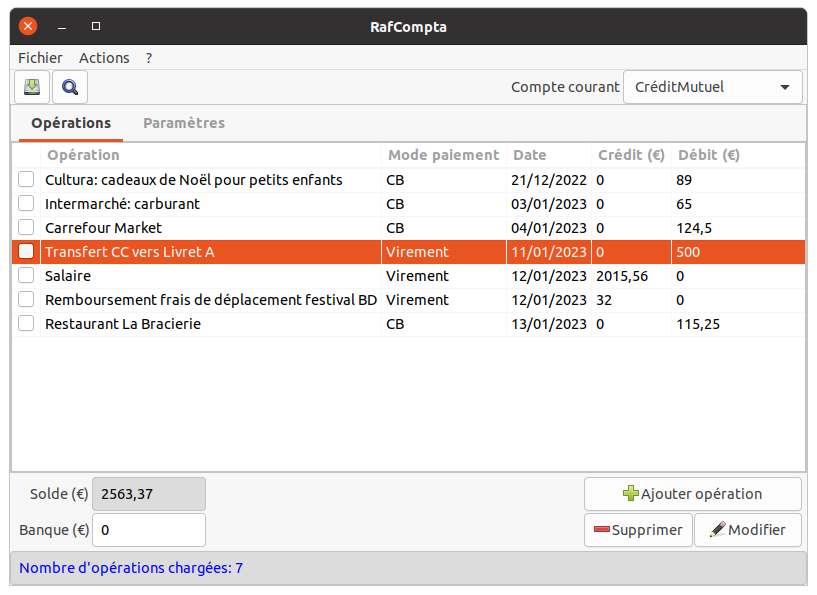 RafCompta
Fichier Actions ?
Compte courant CréditMutuel
Opérations Paramètres
Opération Mode paiement Date Crédit (€) Débit (€)
Cultura: cadeaux de Noël pour petits enfants CB 21/12/2022 0 89
Intermarché: carburant CB 03/01/2023 0 65
Carrefour Market CB 04/01/2023 0 124,5
Transfert CC vers Livret A Virement 11/01/2023 0 500
Salaire Virement 12/01/2023 2015,56 0
Remboursement frais de déplacement festival BD Virement 12/01/2023 32 0
Restaurant La Bracierie CB 13/01/2023 0 115,25
Solde (€) 2563,37 Ajouter opération
Banque (€) 0 Supprimer Modifier
Nombre d'opérations chargées: 7